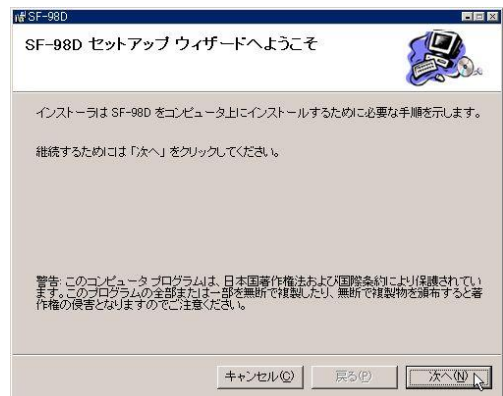 SF-98D
SF-98D セットアップ ウィザードへようこそ
インストーラは SF-98D をコンピュータ上にインストールするために必要な手順を示します。
継続するためには「次へ」をクリックしてください。
警告: このコンピュータ プログラムは、日本国著作権法および国際条約により保護されてい
ます。このプログラムの全部または一部を無断で複製したり、無断で複製物を頒布すると著
作権の侵害となりますのでご注意ください。
キャンセル(C) 戻る(P) 次へ(N)